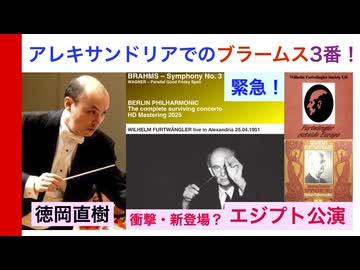 アレキサンドリアでのブラームス3番！
BRAHMS – Symphony No. 3
WAGNER – Parsifal Good Friday Spell
BERLIN PHILHARMONIC
The complete surviving concerto
HD Mastering 2025
WILHELM FURTWÄNGLER live in Alexandria 25.04.1951
緊急！
Wilhelm Furtwängler Society UK
Furtwängler
outside Europe
徳岡直樹
衝撃・新登場？エジプト公演